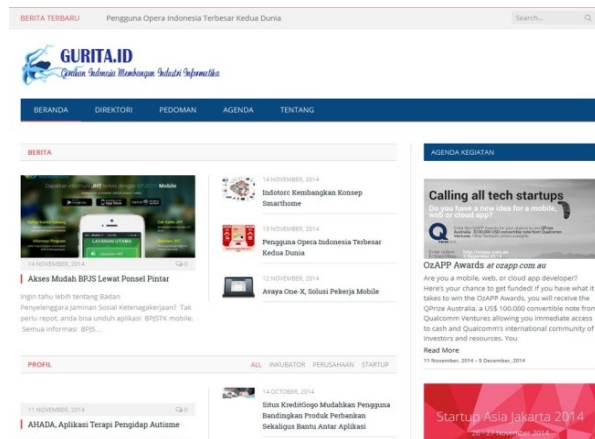 BERITA TERBARU
Pengguna Opera Indonesia Terbesar Kedua Dunia
Search...
GURITA.ID
Gerakan Indonesia Membangun Industri Informatika
BERANDA
DIREKTORI
PEDOMAN
AGENDA
TENTANG
BERITA
Mobile
LAYANAN UTAMA
14 NOVEMBER, 2014
0
Akses Mudah BPJS Lewat Ponsel Pintar
Ingin tahu lebih tentang Badan
Penyelenggara Jaminan Sosial Ketenagakerjaan? Tak
perlu repot, anda bisa unduh aplikasi BPJSTK mobile.
Semua informasi BPJS...
14 NOVEMBER, 2014
Indotorc Kembangkan Konsep
Smarthome
13 NOVEMBER, 2014
Pengguna Opera Indonesia Terbesar
Kedua Dunia
12 NOVEMBER, 2014
Avaya One-X, Solusi Pekerja Mobile
AGENDA KEGIATAN
Calling all tech startups
Do you have a new idea for a mobile,
web or cloud app?
OzAPP Awards at ozapp.com.au
Are you a mobile, web, or cloud app developer?
Here's your chance to get funded! If you have what it
takes to win the OzAPP Awards, you will receive the
QPrize Australia, a US$ 100.000 convertible note from
Qualcomm Ventures allowing you immediate access
to cash and Qualcomm's international community of
investors and resources. You
Read More
11 November, 2014 - 5 December, 2014
PROFIL
ALL
INKUBATOR
PERUSAHAAN
STARTUP
11 NOVEMBER, 2014
0
AHADA, Aplikasi Terapi Pengidap Autisme
14 OCTOBER, 2014
Situs KreditGogo Mudahkan Pengguna
Bandingkan Produk Perbankan
Sekaligus Bantu Antar Aplikasi
Startup Asia Jakarta 2014
26 - 27 November 2014